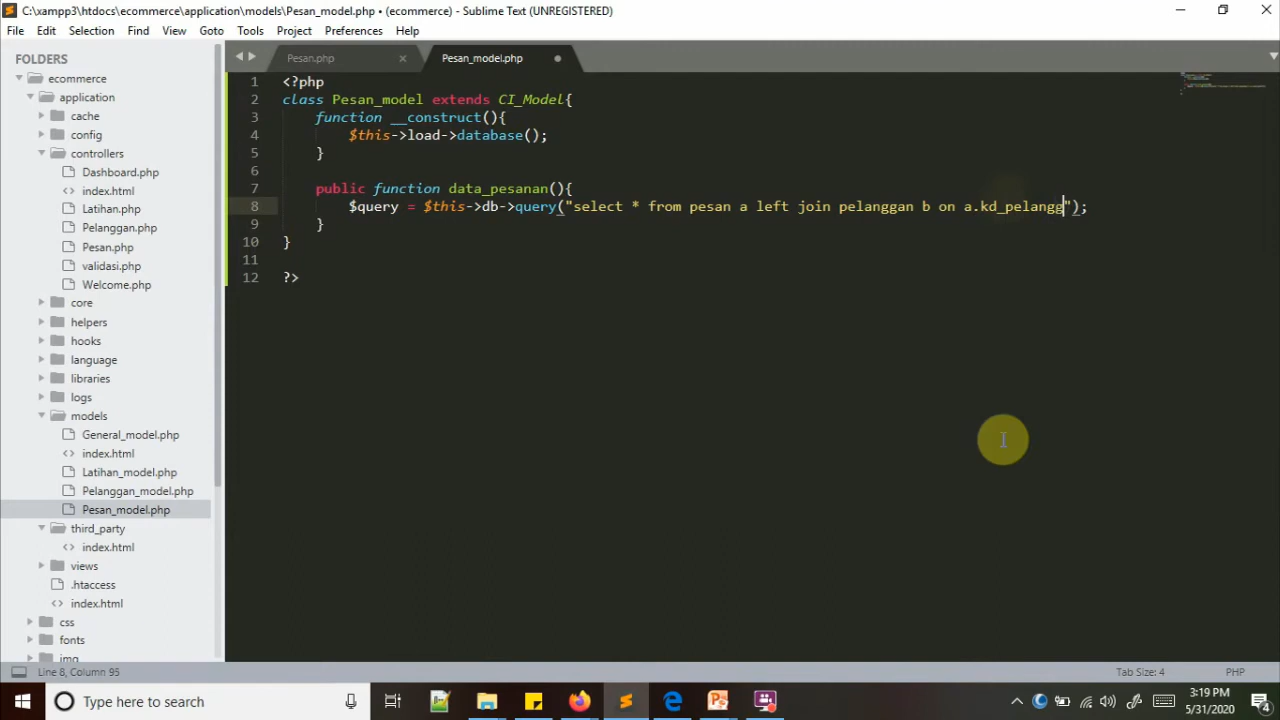 C:\xampp3\htdocs\ecommerce\application\models\Pesan_model.php • (ecommerce) - Sublime Text (UNREGISTERED)
File Edit Selection Find View Goto Tools Project Preferences Help
FOLDERS
ecommerce
application
cache
config
controllers
Dashboard.php
index.html
Latihan.php
Pelanggan.php
Pesan.php
validasi.php
Welcome.php
core
helpers
hooks
language
libraries
logs
models
General_model.php
index.html
Latihan_model.php
Pelanggan_model.php
Pesan_model.php
third_party
index.html
views
.htaccess
index.html
css
fonts
img
Pesan.php
Pesan_model.php
1 <?php
2 class Pesan_model extends CI_Model{
3 function __construct(){
4 $this->load->database();
5 }
6
7 public function data_pesanan(){
8 $query = $this->db->query("select * from pesan a left join pelanggan b on a.kd_pelangg");
9 }
10 }
11
12 ?>
Line 8, Column 95
Tab Size: 4
PHP
Type here to search
3:19 PM
5/31/2020
4